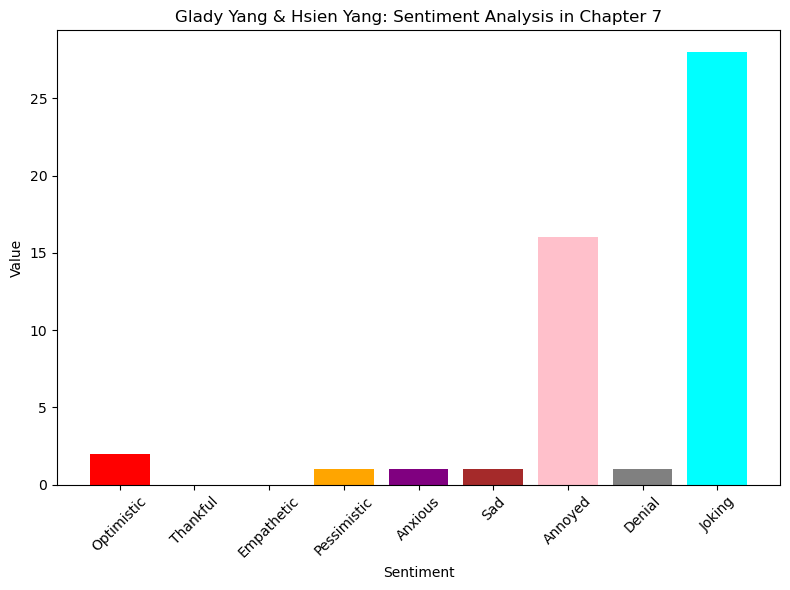 Glady Yang & Hsien Yang: Sentiment Analysis in Chapter 7
Value
25
20
15
10
5
0
Optimistic
Thankful
Empathetic
Pessimistic
Anxious
Sad
Annoyed
Denial
Joking
Sentiment